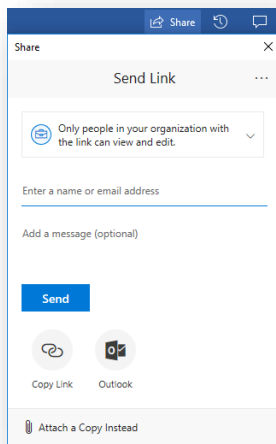 Share
Share
Send Link
Only people in your organization with
the link can view and edit.
Enter a name or email address
Add a message (optional)
Send
Copy Link
Outlook
Attach a Copy Instead